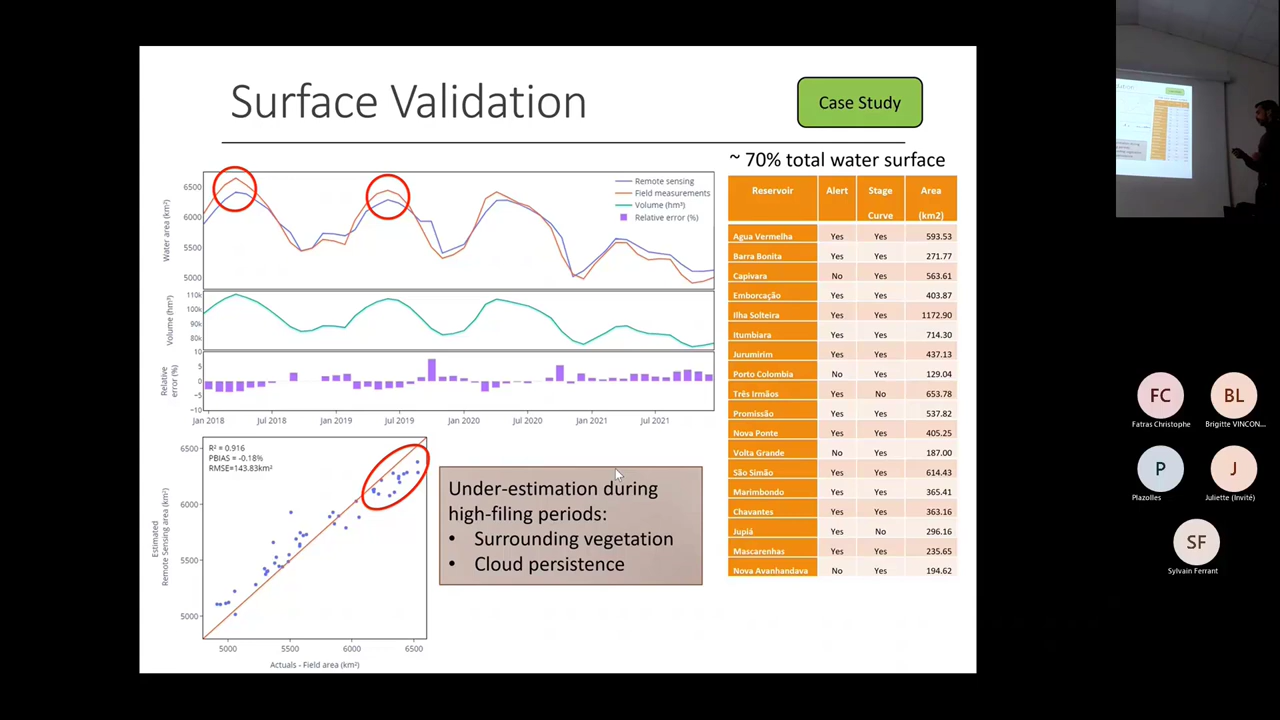 Surface Validation
Case Study
~ 70% total water surface
Remote sensing
Field measurements
Volume (hm³)
Relative error (%)
Water area (km²)
6500
6000
5500
5000
Volume (hm³)
110k
100k
90k
80k
Relative
error (%)
10
5
0
−5
−10
Jan 2018
Jul 2018
Jan 2019
Jul 2019
Jan 2020
Jul 2020
Jan 2021
Jul 2021
R² = 0.916
PBIAS = -0.18%
RMSE=143.83km²
Estimated
Remote Sensing area (km²)
6500
6000
5500
5000
5000
5500
6000
6500
Actuals - Field area (km²)
Under-estimation during
high-filing periods:
• Surrounding vegetation
• Cloud persistence
Reservoir Alert Stage Curve Area (km2)
Agua Vermelha Yes Yes 593.53
Barra Bonita Yes Yes 271.77
Capivara No Yes 563.61
Emborcação Yes Yes 403.87
Ilha Solteira Yes Yes 1172.90
Itumbiara Yes Yes 714.30
Jurumirim Yes Yes 437.13
Porto Colombia No Yes 129.04
Três Irmãos Yes No 653.78
Promissão Yes Yes 537.82
Nova Ponte Yes Yes 405.25
Volta Grande No Yes 187.00
São Simão Yes Yes 614.43
Marimbondo Yes Yes 365.41
Chavantes Yes Yes 363.16
Jupiá Yes No 296.16
Mascarenhas Yes Yes 235.65
Nova Avanhandava No Yes 194.62
FC
Fatras Christophe
BL
Brigitte VINCON...
P
Plazolles
J
Juliette (Invité)
SF
Sylvain Ferrant